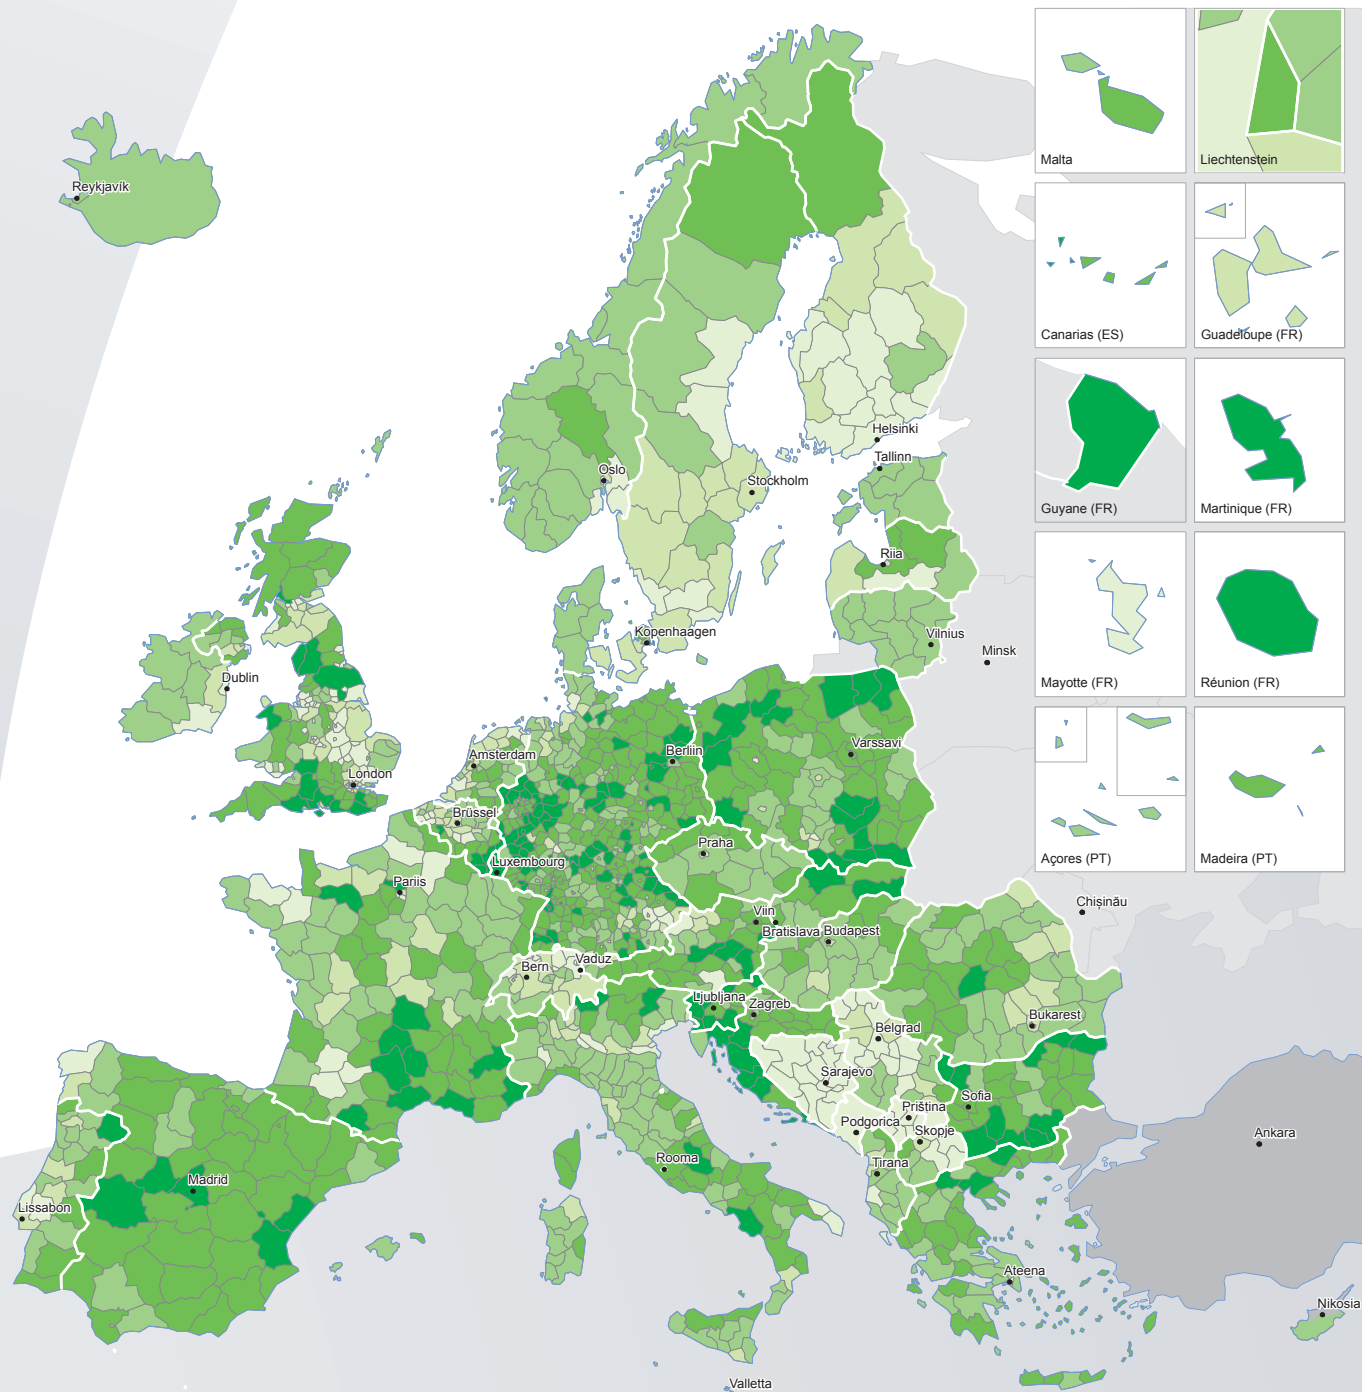 Malta
Liechtenstein
Reykjavík
Canarias (ES)
Guadeloupe (FR)
Helsinki
Tallinn
Oslo
Stockholm
Guyane (FR)
Martinique (FR)
Riia
Kopenhaagen
Vilnius
Minsk
Dublin
Mayotte (FR)
Réunion (FR)
Amsterdam
Berliin
Varssavi
London
Brüssel
Praha
Luxembourg
Pariis
Açores (PT)
Madeira (PT)
Viin
Bratislava
Budapest
Chișinău
Bern
Vaduz
Ljubljana
Zagreb
Bukarest
Belgrad
Sarajevo
Sofia
Priština
Podgorica
Skopje
Ankara
Rooma
Tirana
Madrid
Lissabon
Ateena
Nikosia
Valletta